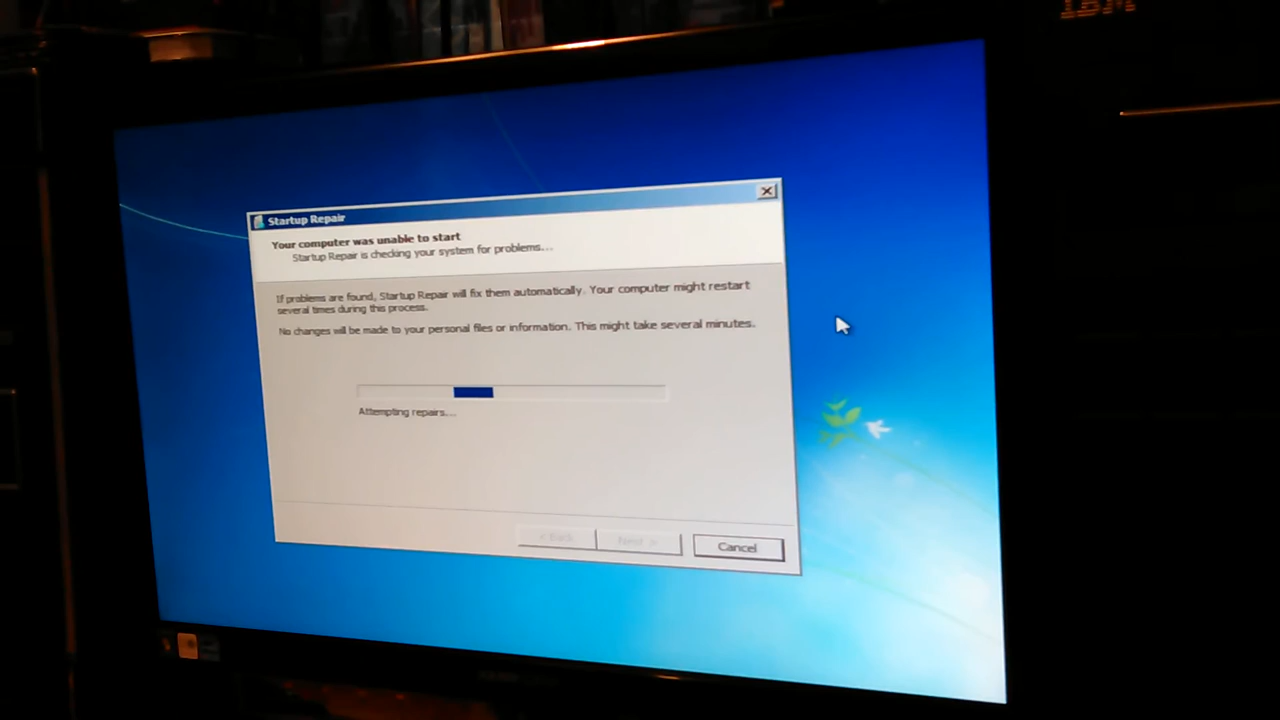 IBM
Startup Repair
Your computer was unable to start
Startup Repair is checking your system for problems...
If problems are found, Startup Repair will fix them automatically. Your computer might restart
several times during this process.
No changes will be made to your personal files or information. This might take several minutes.
Attempting repairs...
< Back
Next >
Cancel